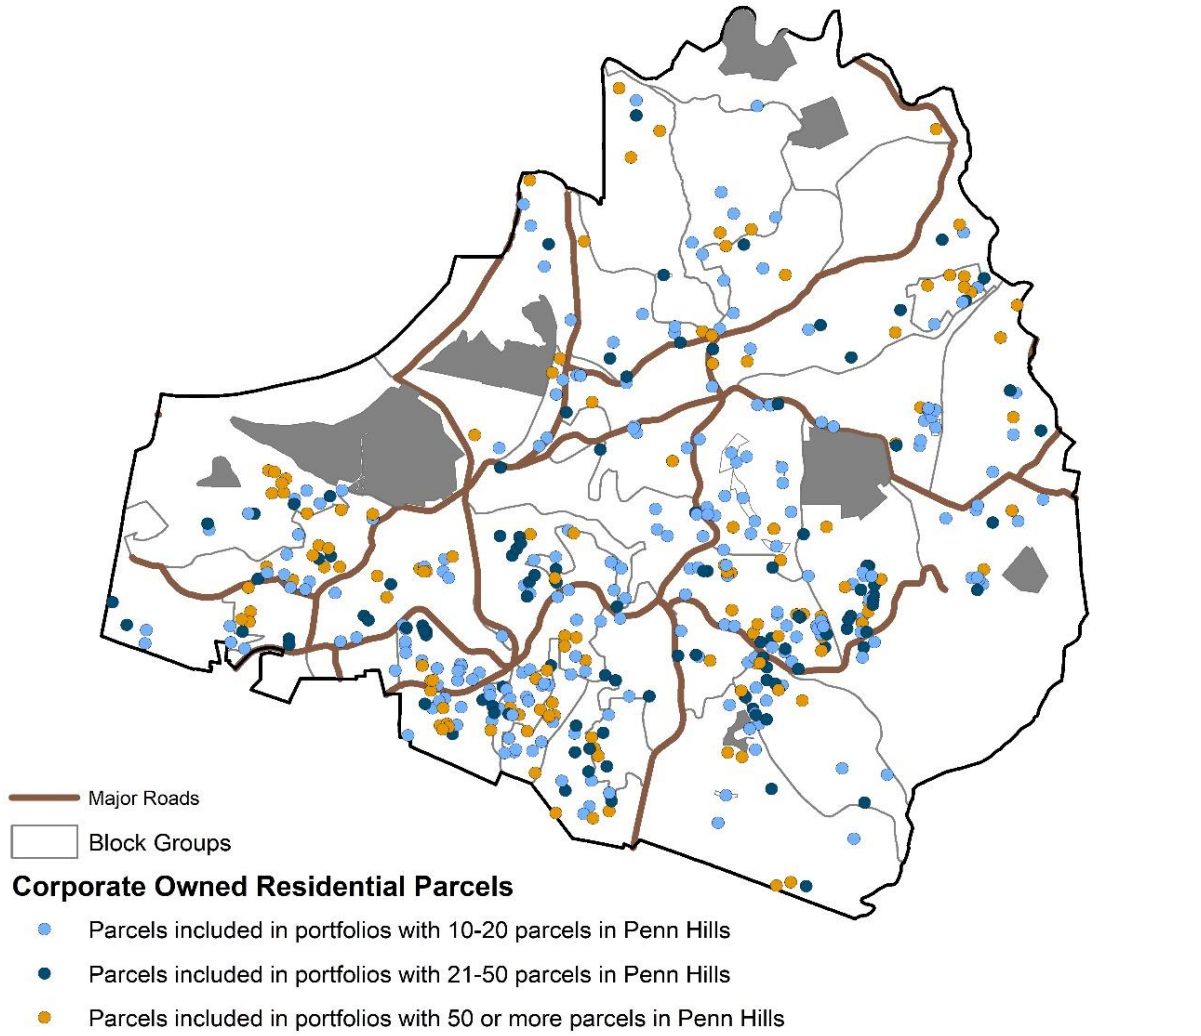 Major Roads
Block Groups
Corporate Owned Residential Parcels
Parcels included in portfolios with 10-20 parcels in Penn Hills
Parcels included in portfolios with 21-50 parcels in Penn Hills
Parcels included in portfolios with 50 or more parcels in Penn Hills